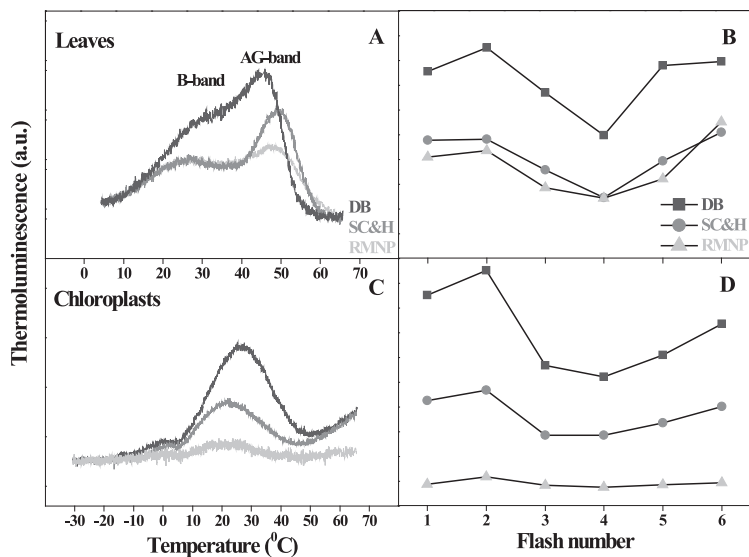 Leaves
A
AG-band
B-band
DB
SC&H
RMNP
0 10 20 30 40 50 60 70
B
DB
SC&H
RMNP
Thermoluminescence (a.u.)
Chloroplasts
C
-30 -20 -10 0 10 20 30 40 50 60 70
Temperature (⁰C)
D
1 2 3 4 5 6
Flash number